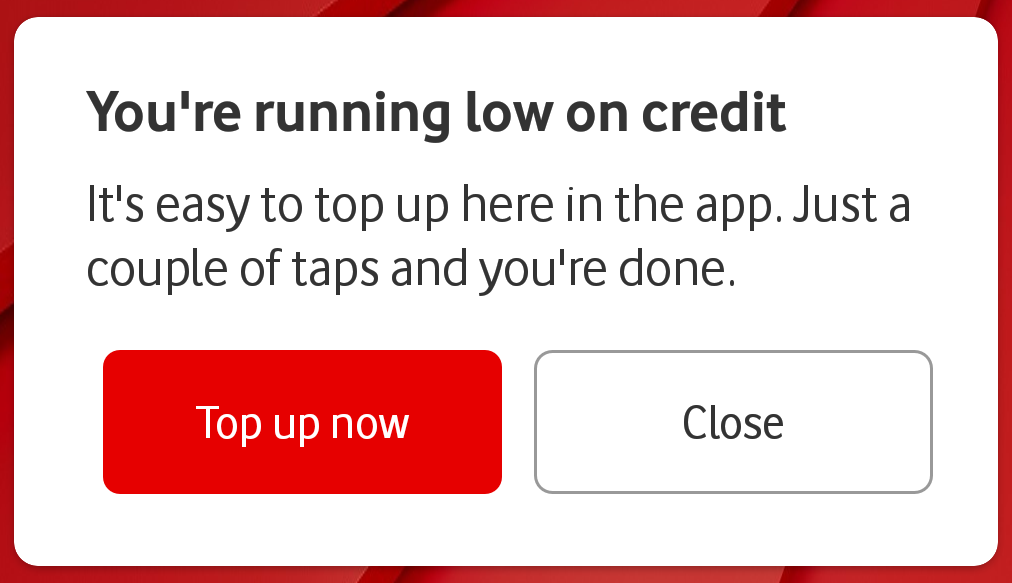 You're running low on credit
It's easy to top up here in the app. Just a
couple of taps and you're done.
Top up now
Close